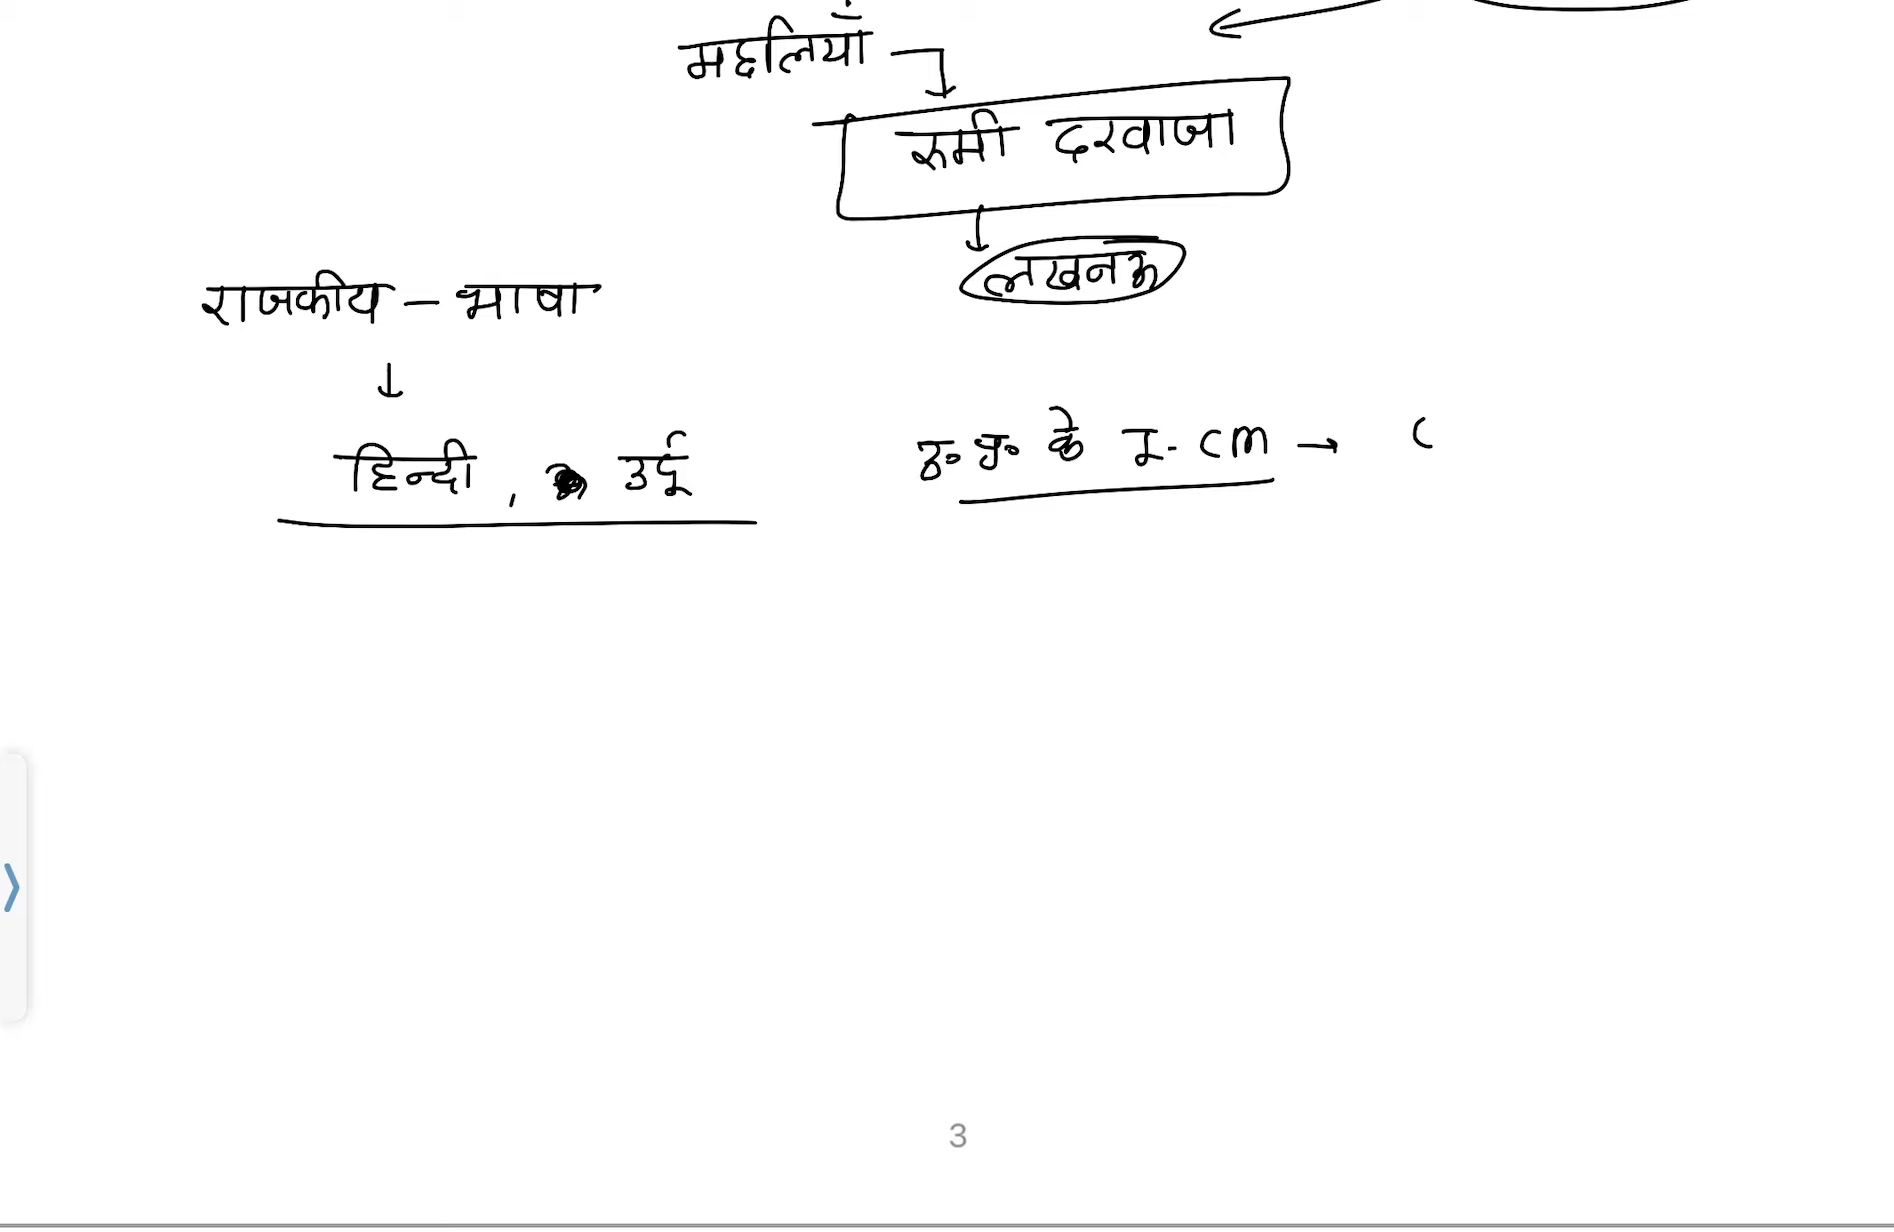 मछलियाँ
रुमी दरवाजा
लखनऊ
राजकीय – भाषा
↓
हिन्दी , उर्दू
उ॰ प्र॰ के I- CM → (
3